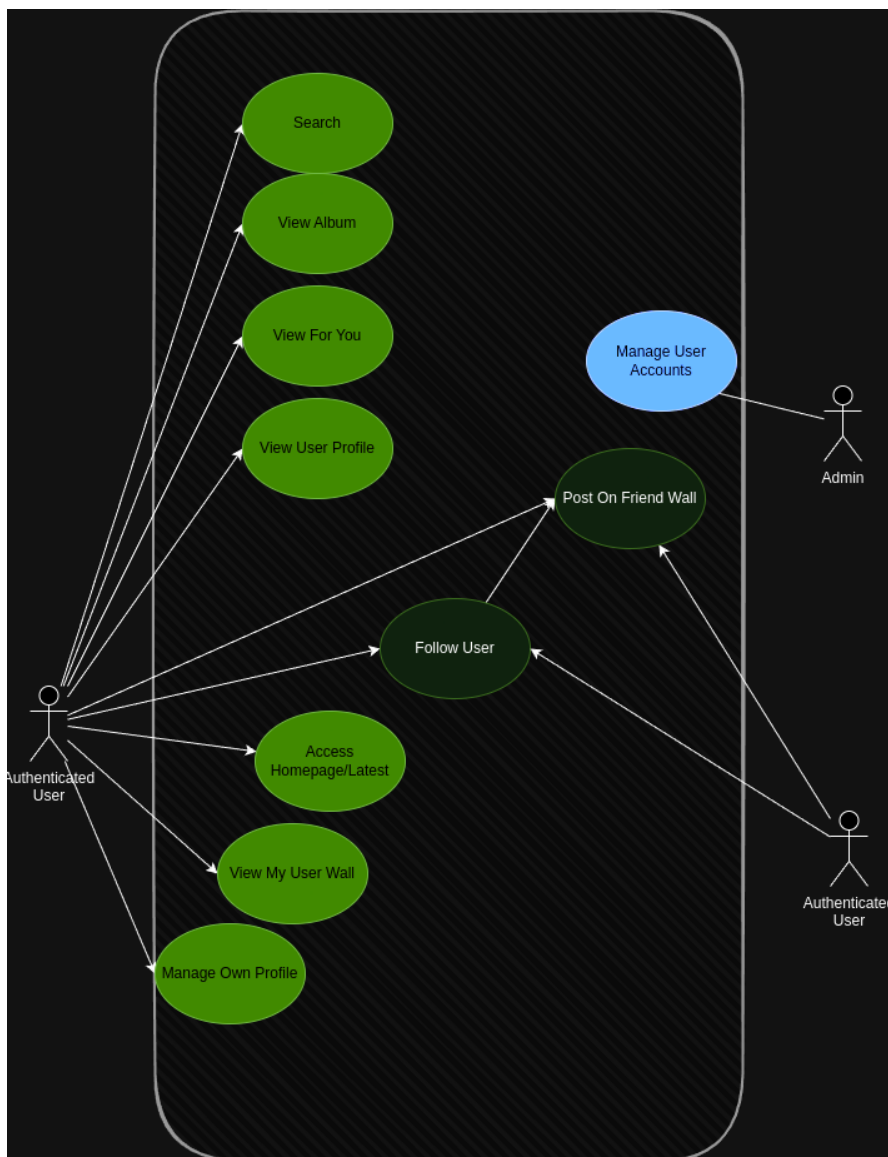 Search
View Album
View For You
Manage User
Accounts
View User Profile
Admin
Post On Friend Wall
Follow User
Access
Homepage/Latest
Authenticated
User
View My User Wall
Authenticated
User
Manage Own Profile